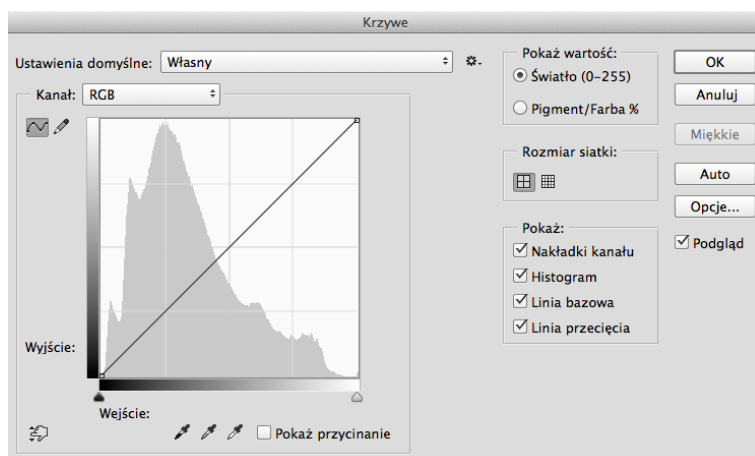 Krzywe
Ustawienia domyślne: Własny
Kanał: RGB
Wyjście:
Wejście:
Pokaż przycinanie
Pokaż wartość:
Światło (0–255)
Pigment/Farba %
Rozmiar siatki:
Pokaż:
Nakładki kanału
Histogram
Linia bazowa
Linia przecięcia
OK
Anuluj
Miękkie
Auto
Opcje...
Podgląd